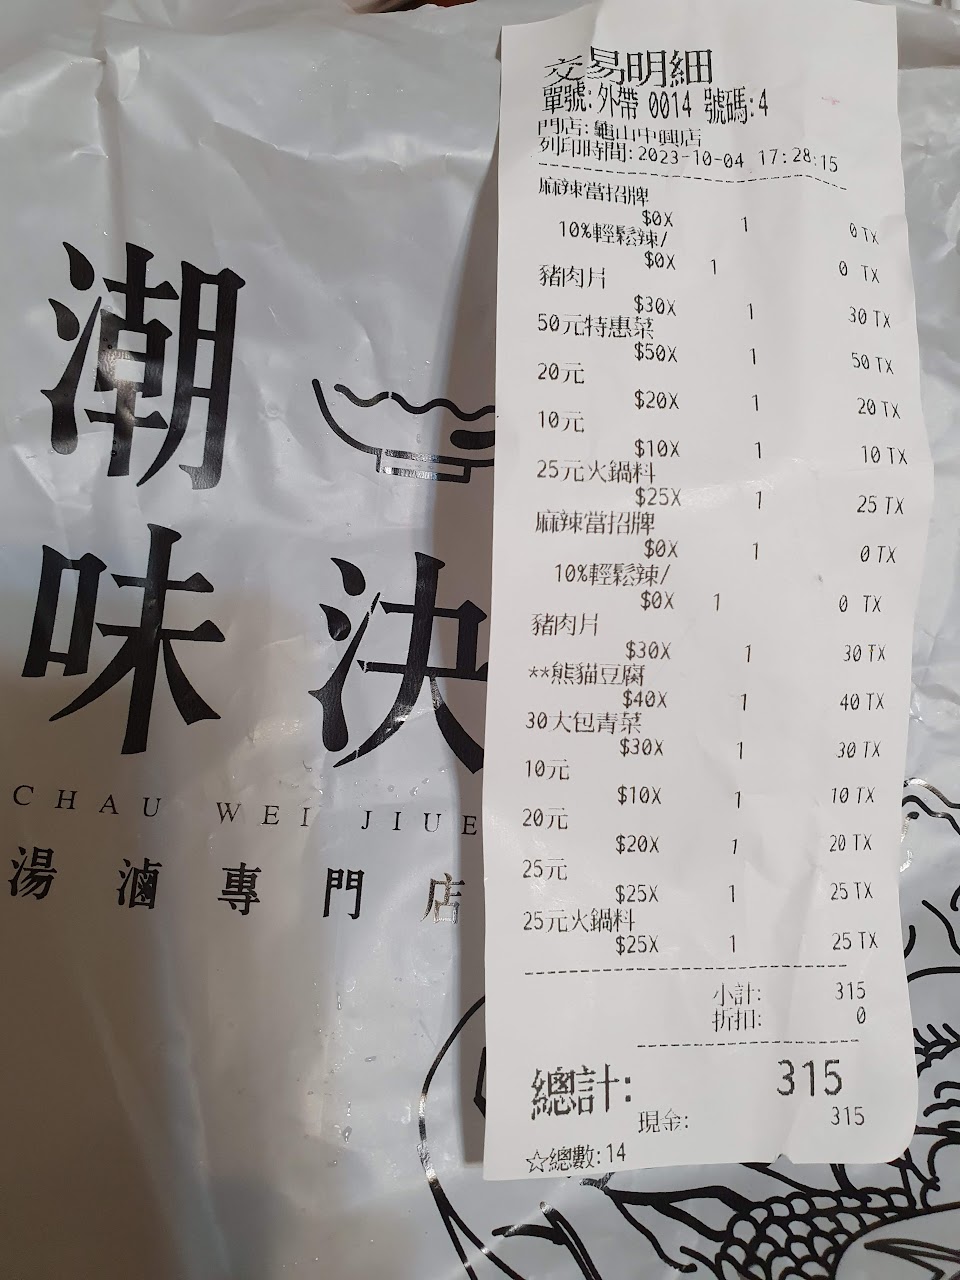 潮
味決
CHAU WEI JIUE
湯滷專門店
交易明細
單號:外帶 0014 號碼:4
門店:龜山中興店
列印時間:2023-10-04 17:28:15
麻辣當招牌
$0X 1 0 TX
10%輕鬆辣/
$0X 1 0 TX
豬肉片
$30X 1 30 TX
50元特惠菜
$50X 1 50 TX
20元
$20X 1 20 TX
10元
$10X 1 10 TX
25元火鍋料
$25X 1 25 TX
麻辣當招牌
$0X 1 0 TX
10%輕鬆辣/
$0X 1 0 TX
豬肉片
$30X 1 30 TX
**熊貓豆腐
$40X 1 40 TX
30大包青菜
$30X 1 30 TX
10元
$10X 1 10 TX
20元
$20X 1 20 TX
25元
$25X 1 25 TX
25元火鍋料
$25X 1 25 TX
小計: 315
折扣: 0
總計: 315
現金: 315
☆總數:14